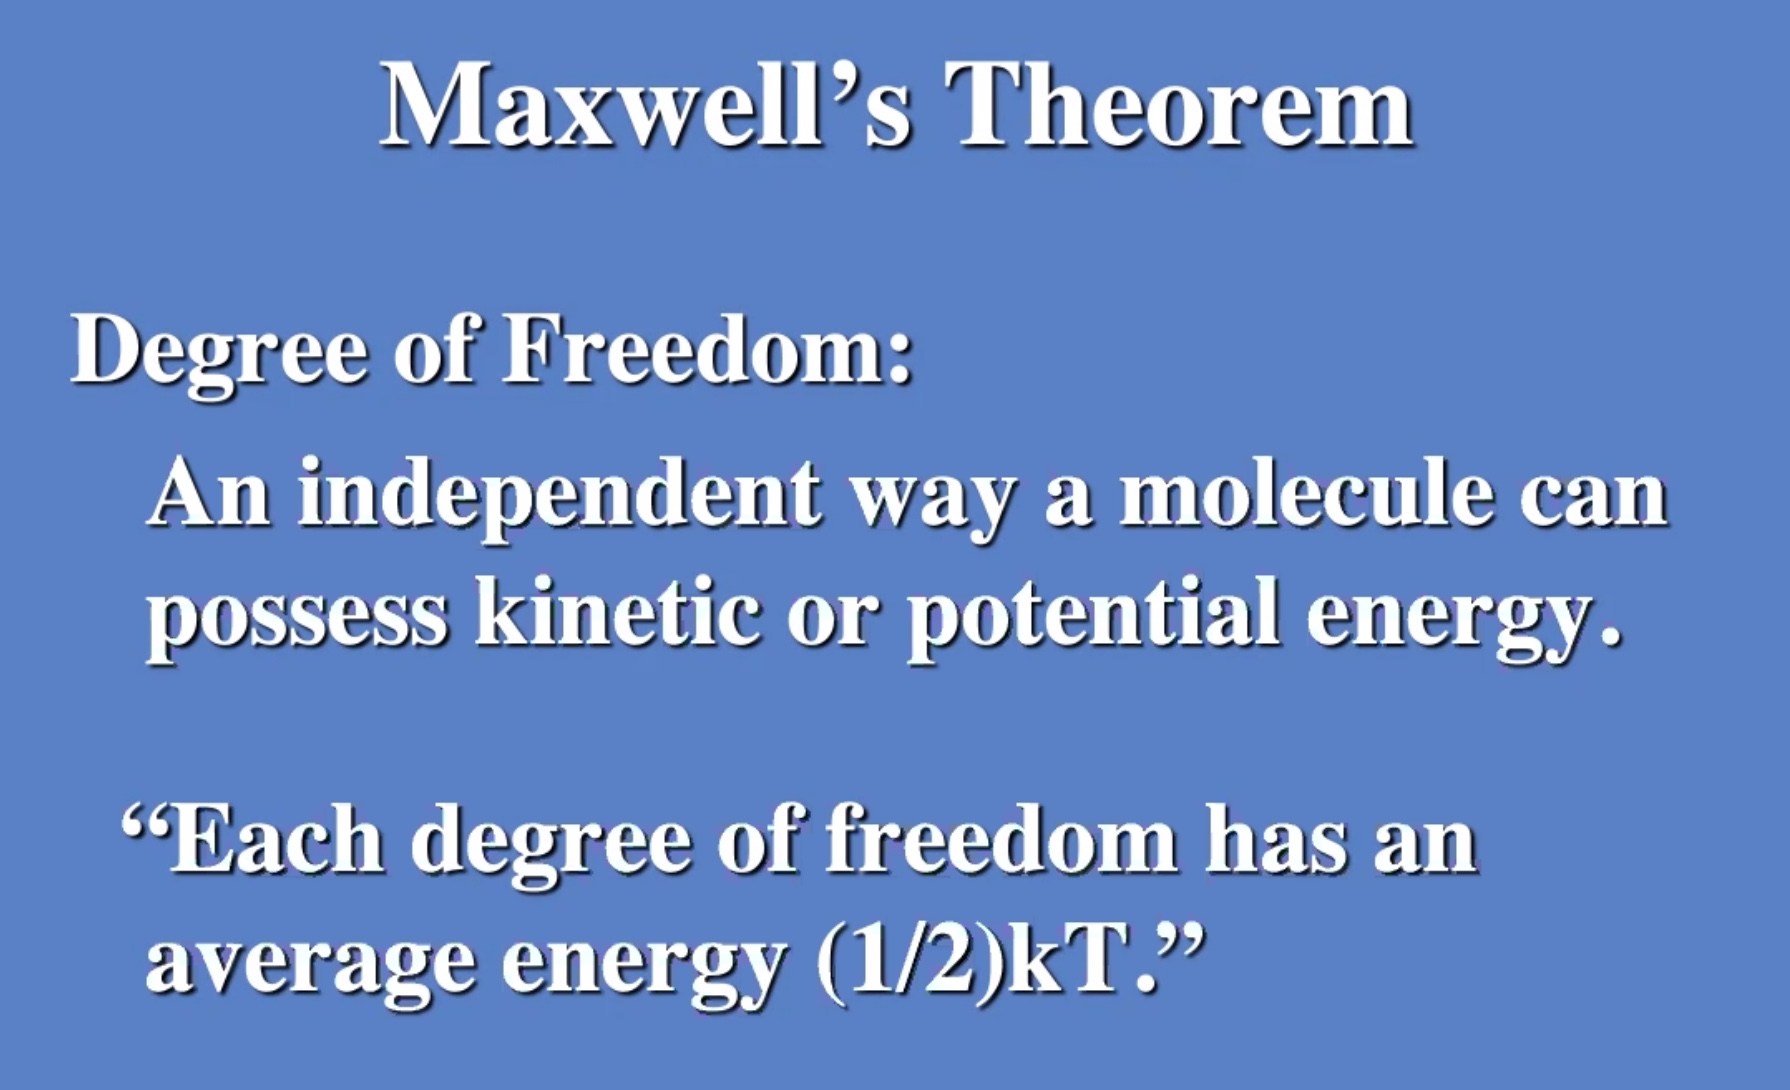 Maxwell’s Theorem
Degree of Freedom:
An independent way a molecule can
possess kinetic or potential energy.
“Each degree of freedom has an
average energy (1/2)kT.”